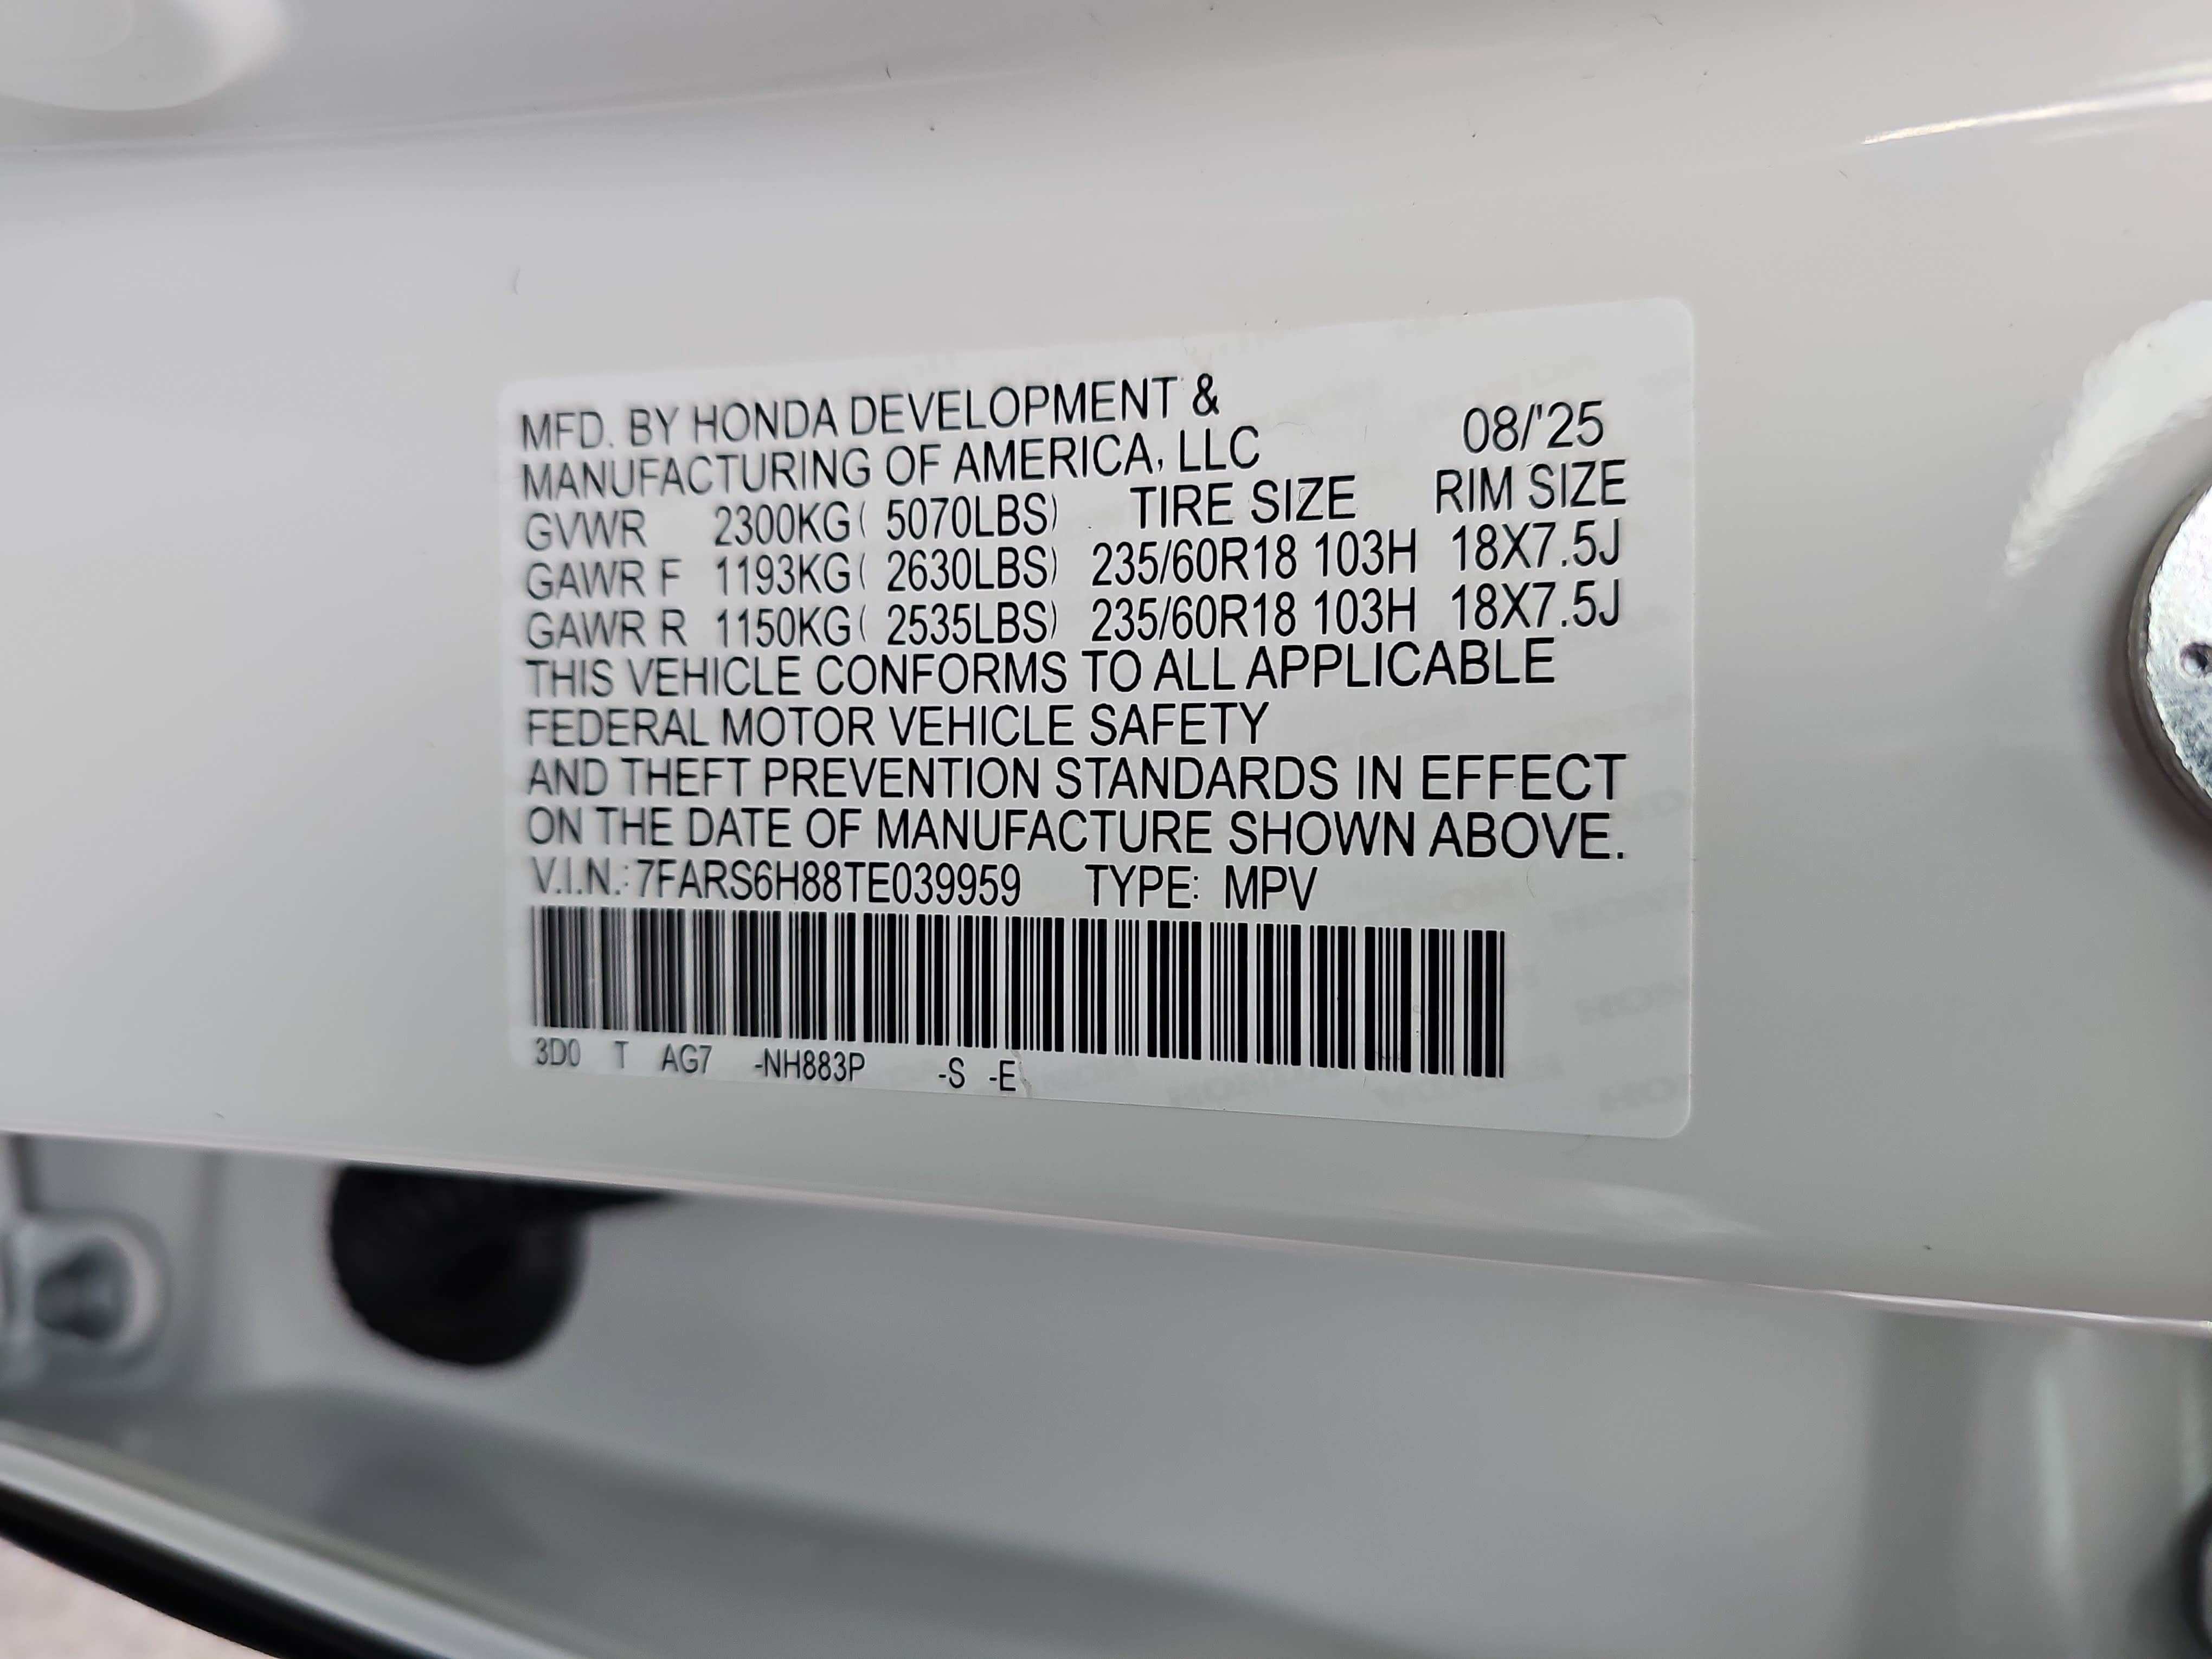 MFD. BY HONDA DEVELOPMENT &
MANUFACTURING OF AMERICA, LLC 08/'25
GVWR 2300KG( 5070LBS) TIRE SIZE RIM SIZE
GAWR F 1193KG( 2630LBS) 235/60R18 103H 18X7.5J
GAWR R 1150KG( 2535LBS) 235/60R18 103H 18X7.5J
THIS VEHICLE CONFORMS TO ALL APPLICABLE
FEDERAL MOTOR VEHICLE SAFETY
AND THEFT PREVENTION STANDARDS IN EFFECT
ON THE DATE OF MANUFACTURE SHOWN ABOVE.
V.I.N.: 7FARS6H88TE039959 TYPE: MPV
3D0 T AG7 -NH883P -S -E